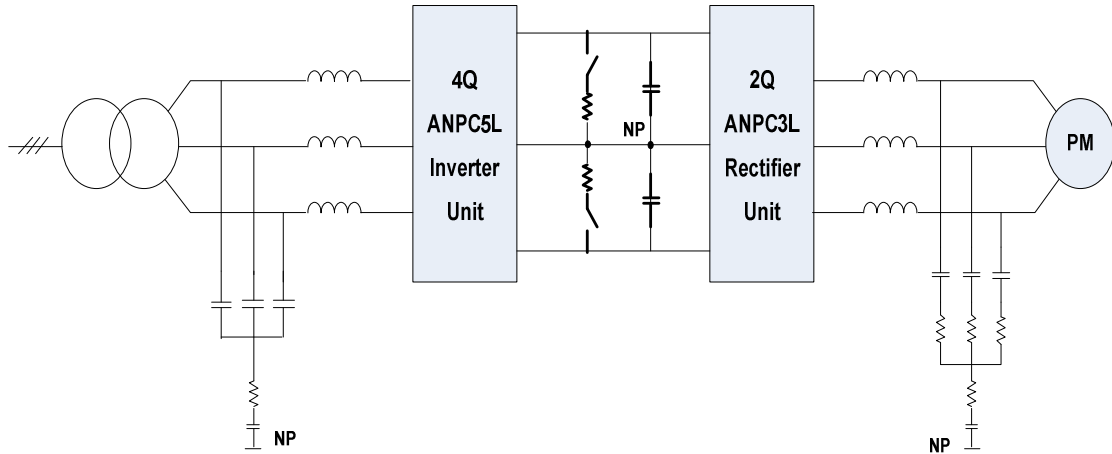 4Q
ANPC5L
Inverter
Unit
NP
2Q
ANPC3L
Rectifier
Unit
PM
NP
NP